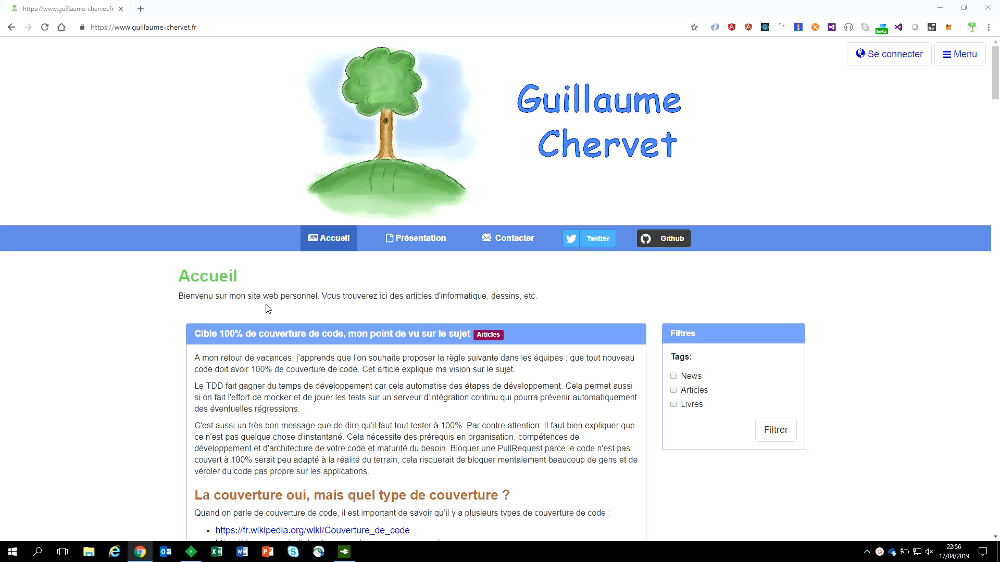 https://www.guillaume-chervet.fr
https://www.guillaume-chervet.fr
beta
Se
Se connecter
Menu
Guillaume
Chervet
Accueil
Présentation
Contacter
Twitter
Github
Accueil
Bienvenu sur mon site web personnel. Vous trouverez ici des articles d'informatique, dessins, etc.
Cible 100% de couverture de code, mon point de vu sur le sujet Articles
A mon retour de vacances, j’apprends que l’on souhaite proposer la règle suivante dans les équipes : que tout nouveau
code doit avoir 100% de couverture de code. Cet article explique ma vision sur le sujet.
Le TDD fait gagner du temps de développement car cela automatise des étapes de développement. Cela permet aussi
si on fait l'effort de mocker et de jouer les tests sur un serveur d'intégration continu qui pourra prévenir automatiquement
des éventuelles régressions.
C'est aussi un très bon message que de dire qu'il faut tout tester à 100%. Par contre attention: Il faut bien expliquer que
ce n'est pas quelque chose d'instantané. Cela nécessite des prérequis en organisation, compétences de
développement et d'architecture de votre code et maturité du besoin. Bloquer une PullRequest parce le code n'est pas
couvert à 100% serait peu adapté à la réalité du terrain; cela risquerait de bloquer mentalement beaucoup de gens et de
véroler du code pas propre sur les applications.
La couverture oui, mais quel type de couverture ?
Quand on parle de couverture de code, il est important de savoir qu’il y a plusieurs types de couverture de code :
https://fr.wikipedia.org/wiki/Couverture_de_code
Filtres
Tags:
News
Articles
Livres
Filtrer
22:56
17/04/2019